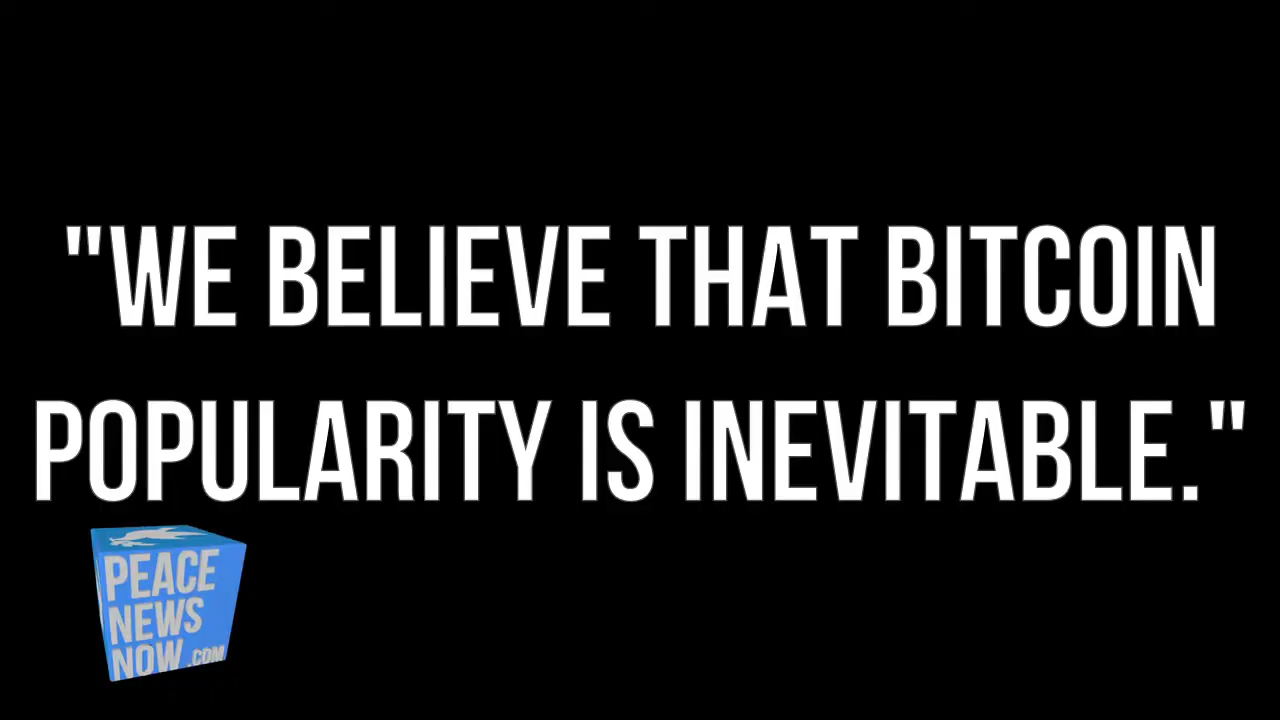 "WE BELIEVE THAT BITCOIN
POPULARITY IS INEVITABLE."
PEACE
NEWS
NOW.COM